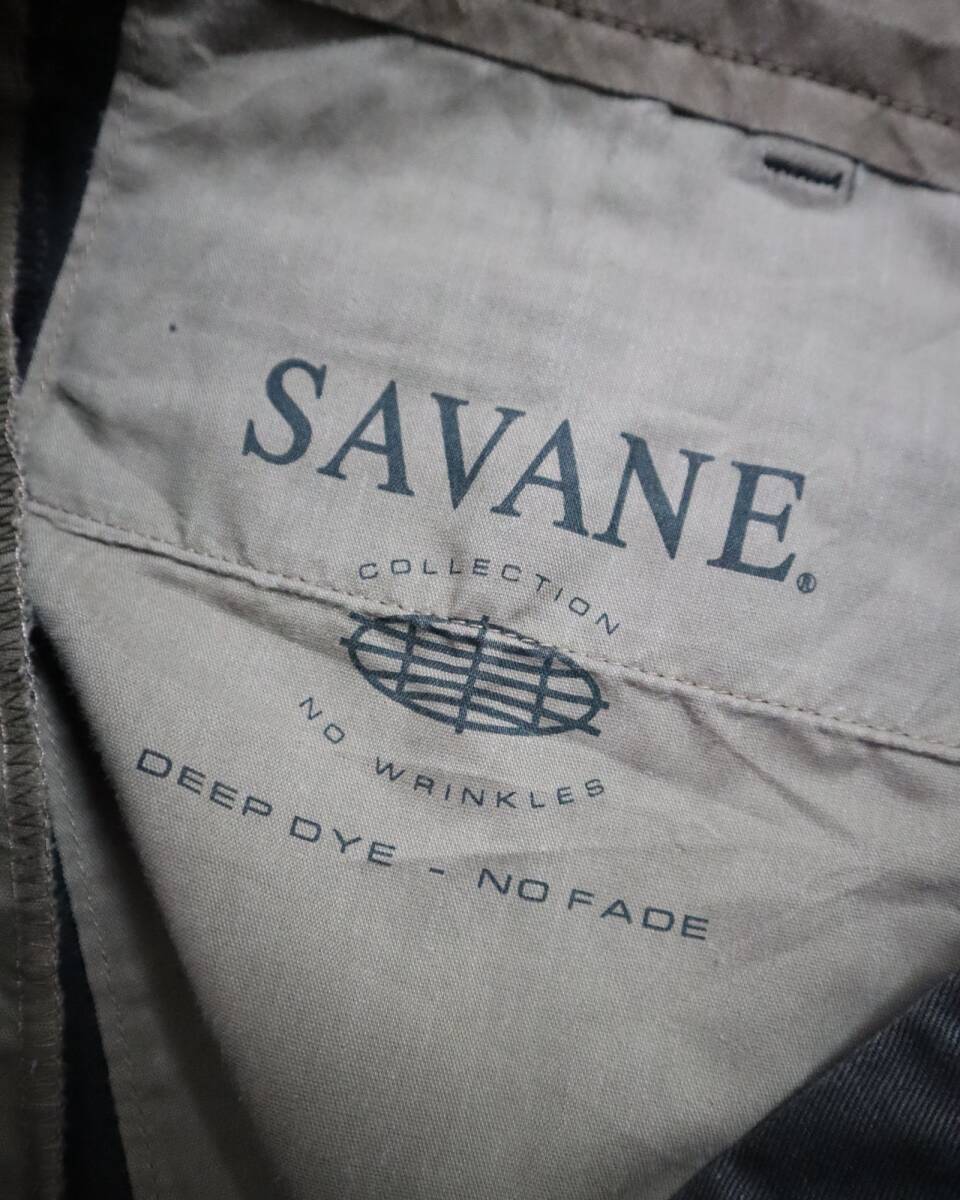 SAVANE®
COLLECTION
NO WRINKLES
DEEP DYE - NO FADE